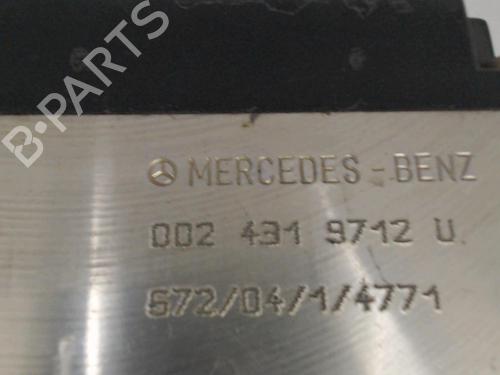 B-PARTS
MERCEDES-BENZ
002 431 9712 U
672/04/1/4771